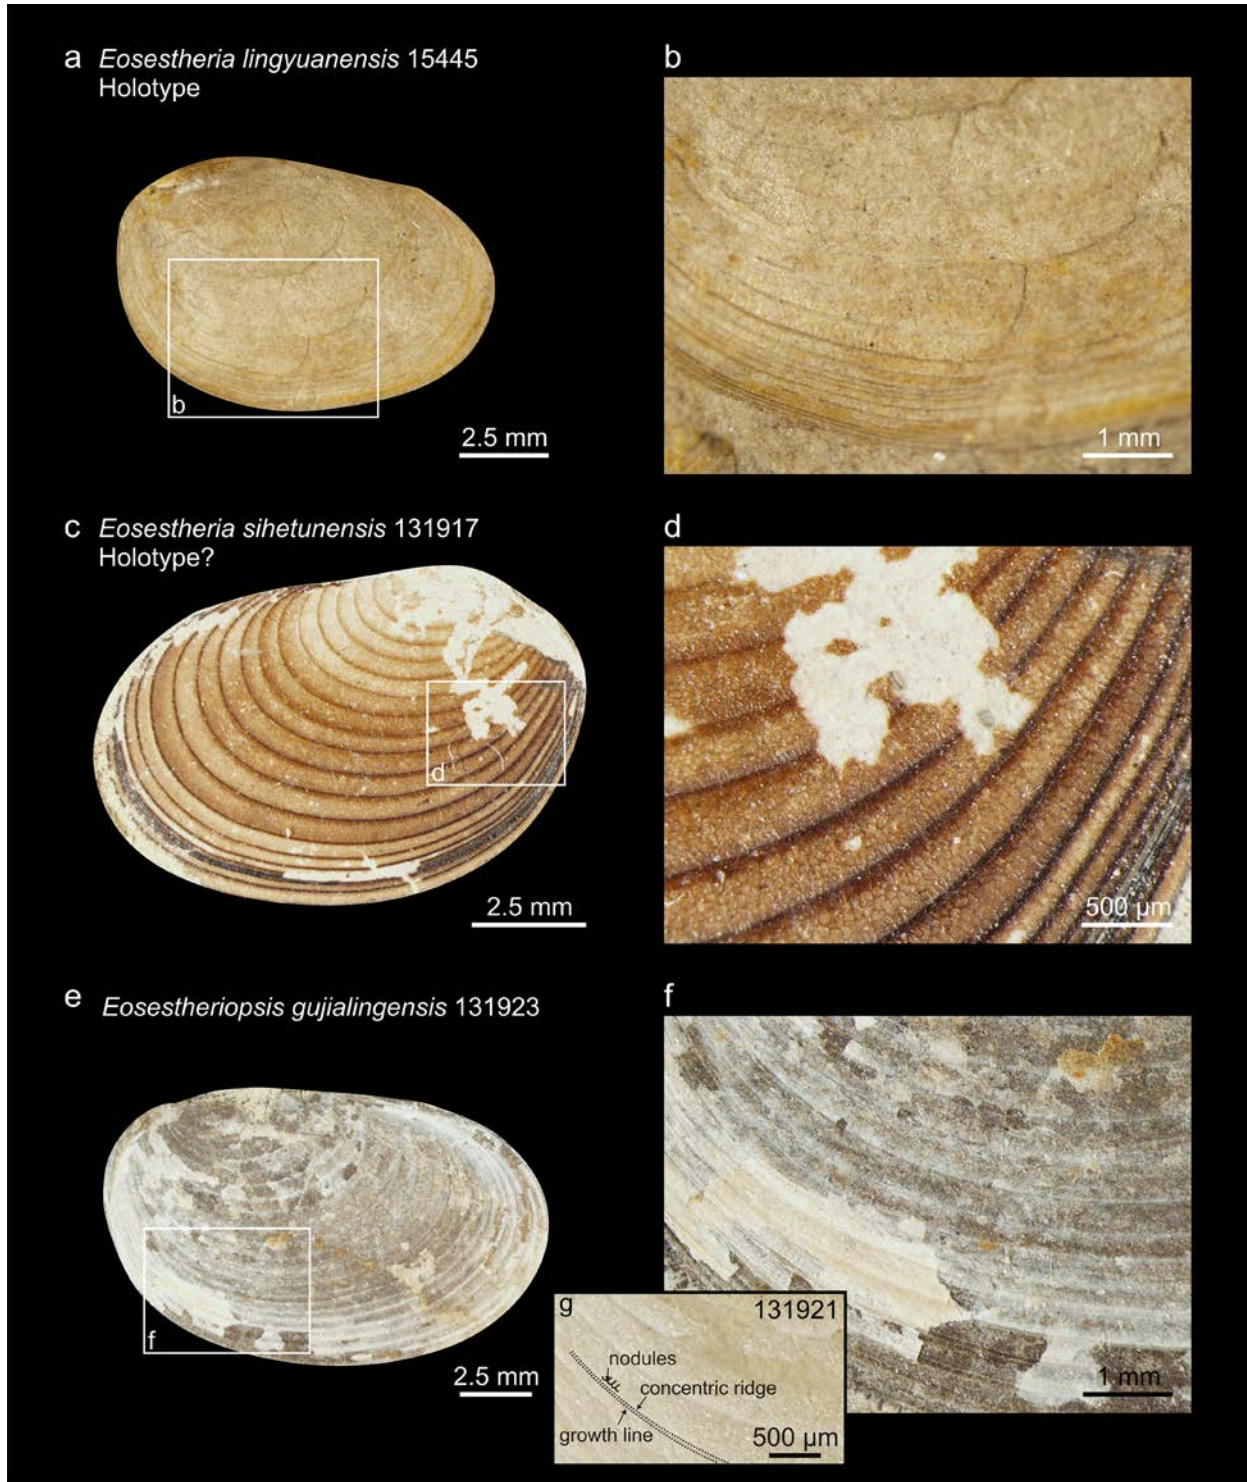 a Eosestheria lingyuanensis 15445
Holotype
b
b
2.5 mm
1 mm
c Eosestheria sihetunensis 131917
Holotype?
d
d
2.5 mm
500 µm
e Eosestheriopsis gujialingensis 131923
f
f
2.5 mm
1 mm
g 131921
nodules
concentric ridge
growth line
500 µm